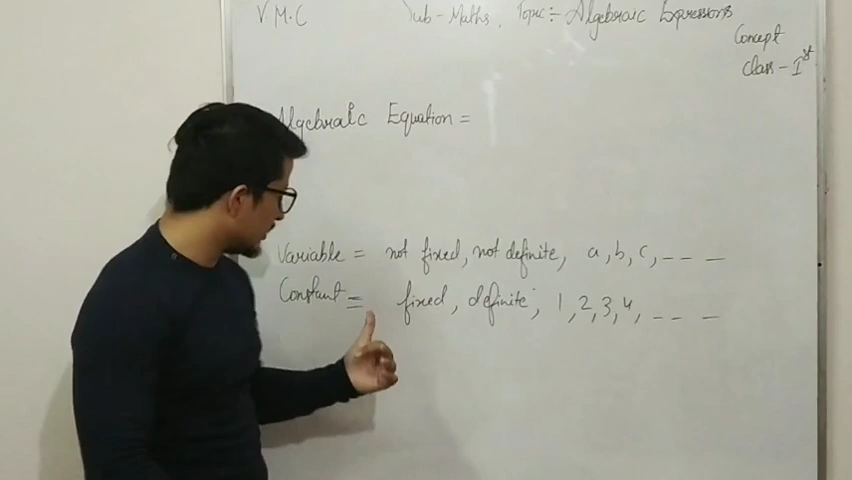 V M.C Sub-Maths, Topic:- Algebraic Expressions
Concept
Class-Ist
Algebraic Equation =
Variable = not fixed, not definite, a, b, c, -- _
Constant = fixed, definite, 1, 2, 3, 4, -- _